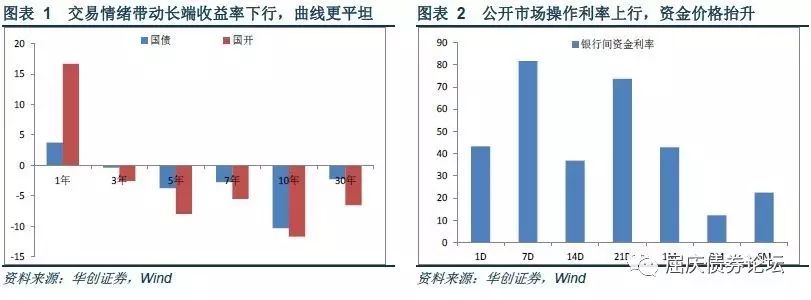 图表 1 交易情绪带动长端收益率下行，曲线更平坦
国债 国开
20
15
10
5
0
-5
-10
-15
1年 3年 5年 7年 10年 30年
资料来源：华创证券，Wind
图表 2 公开市场操作利率上行，资金价格抬升
银行间资金利率
90
80
70
60
50
40
30
20
10
0
1D 7D 14D 21D
资料来源：华创证券，Wind
屈庆债券论坛